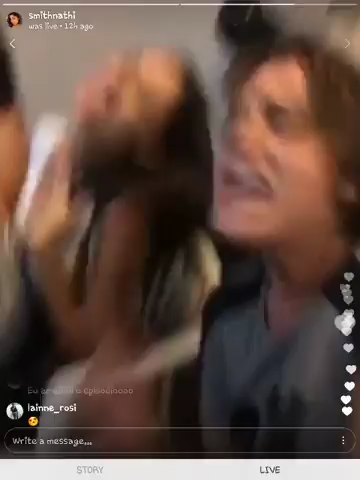 smithnathi
was live • 12h ago
lainne_rosi
Write a message...
STORY
LIVE